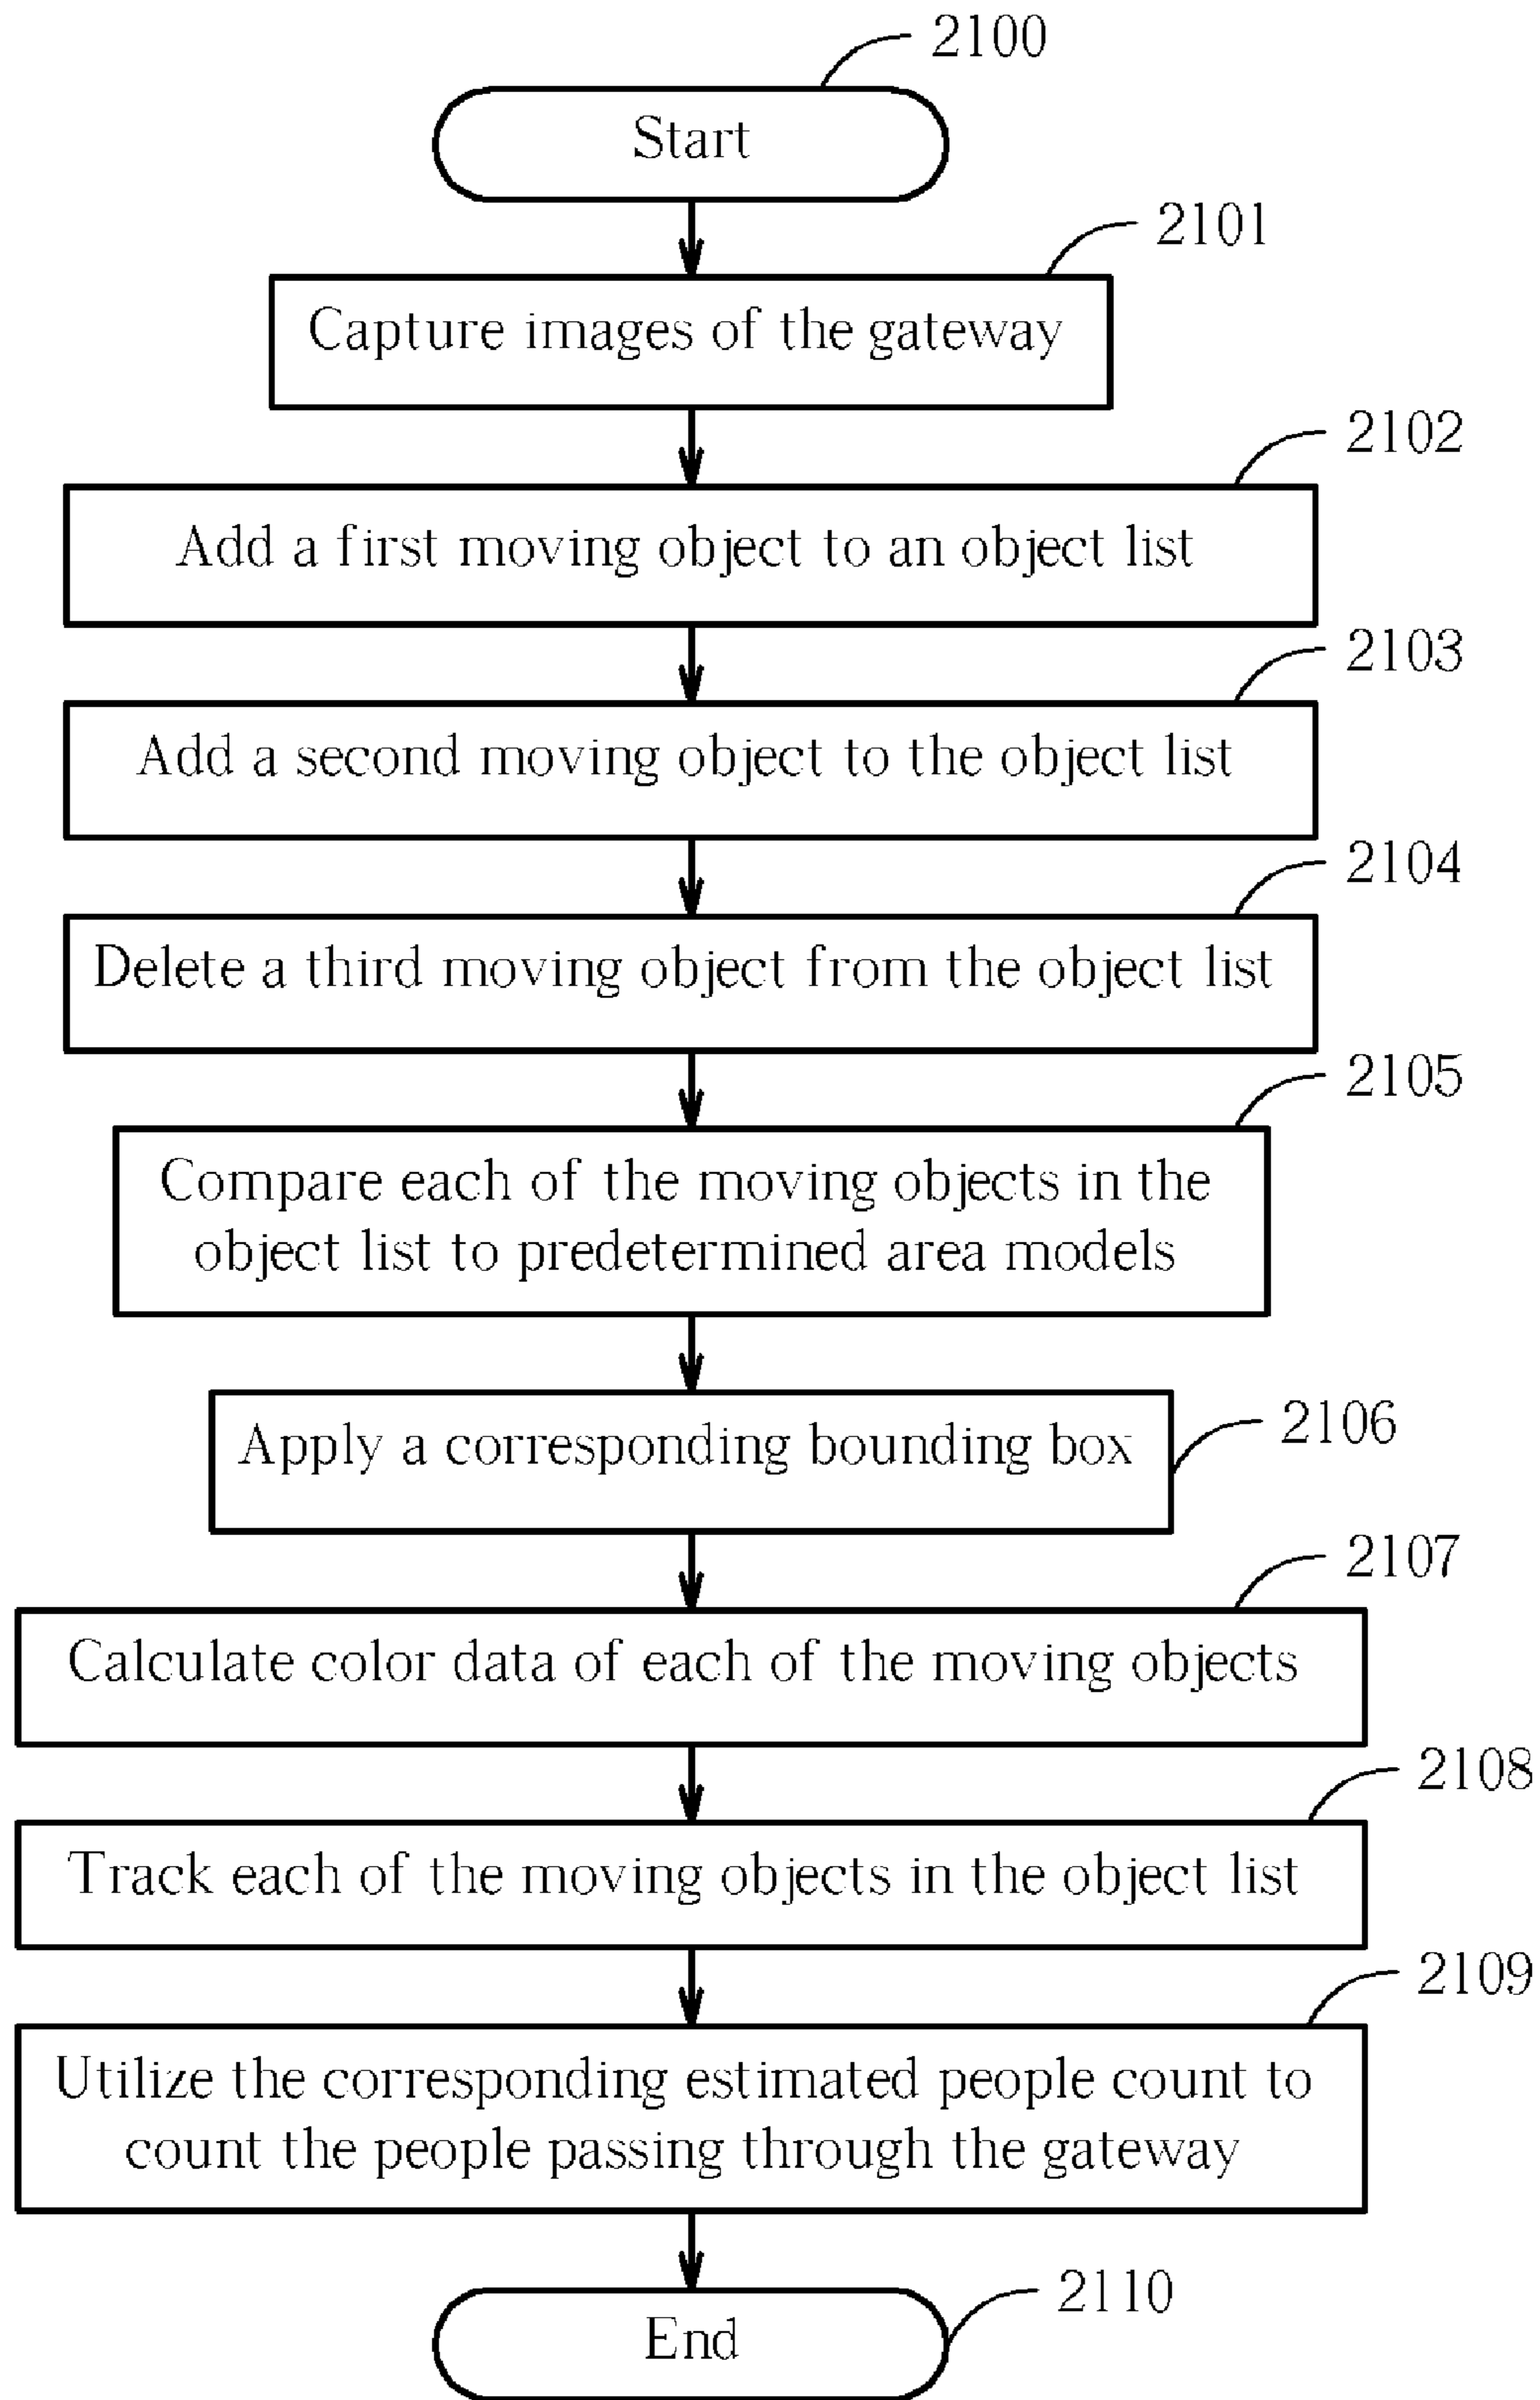 2100
Start
2101
Capture images of the gateway
2102
Add a first moving object to an object list
2103
Add a second moving object to the object list
2104
Delete a third moving object from the object list
2105
Compare each of the moving objects in the
object list to predetermined area models
2106
Apply a corresponding bounding box
2107
Calculate color data of each of the moving objects
2108
Track each of the moving objects in the object list
2109
Utilize the corresponding estimated people count to
count the people passing through the gateway
2110
End